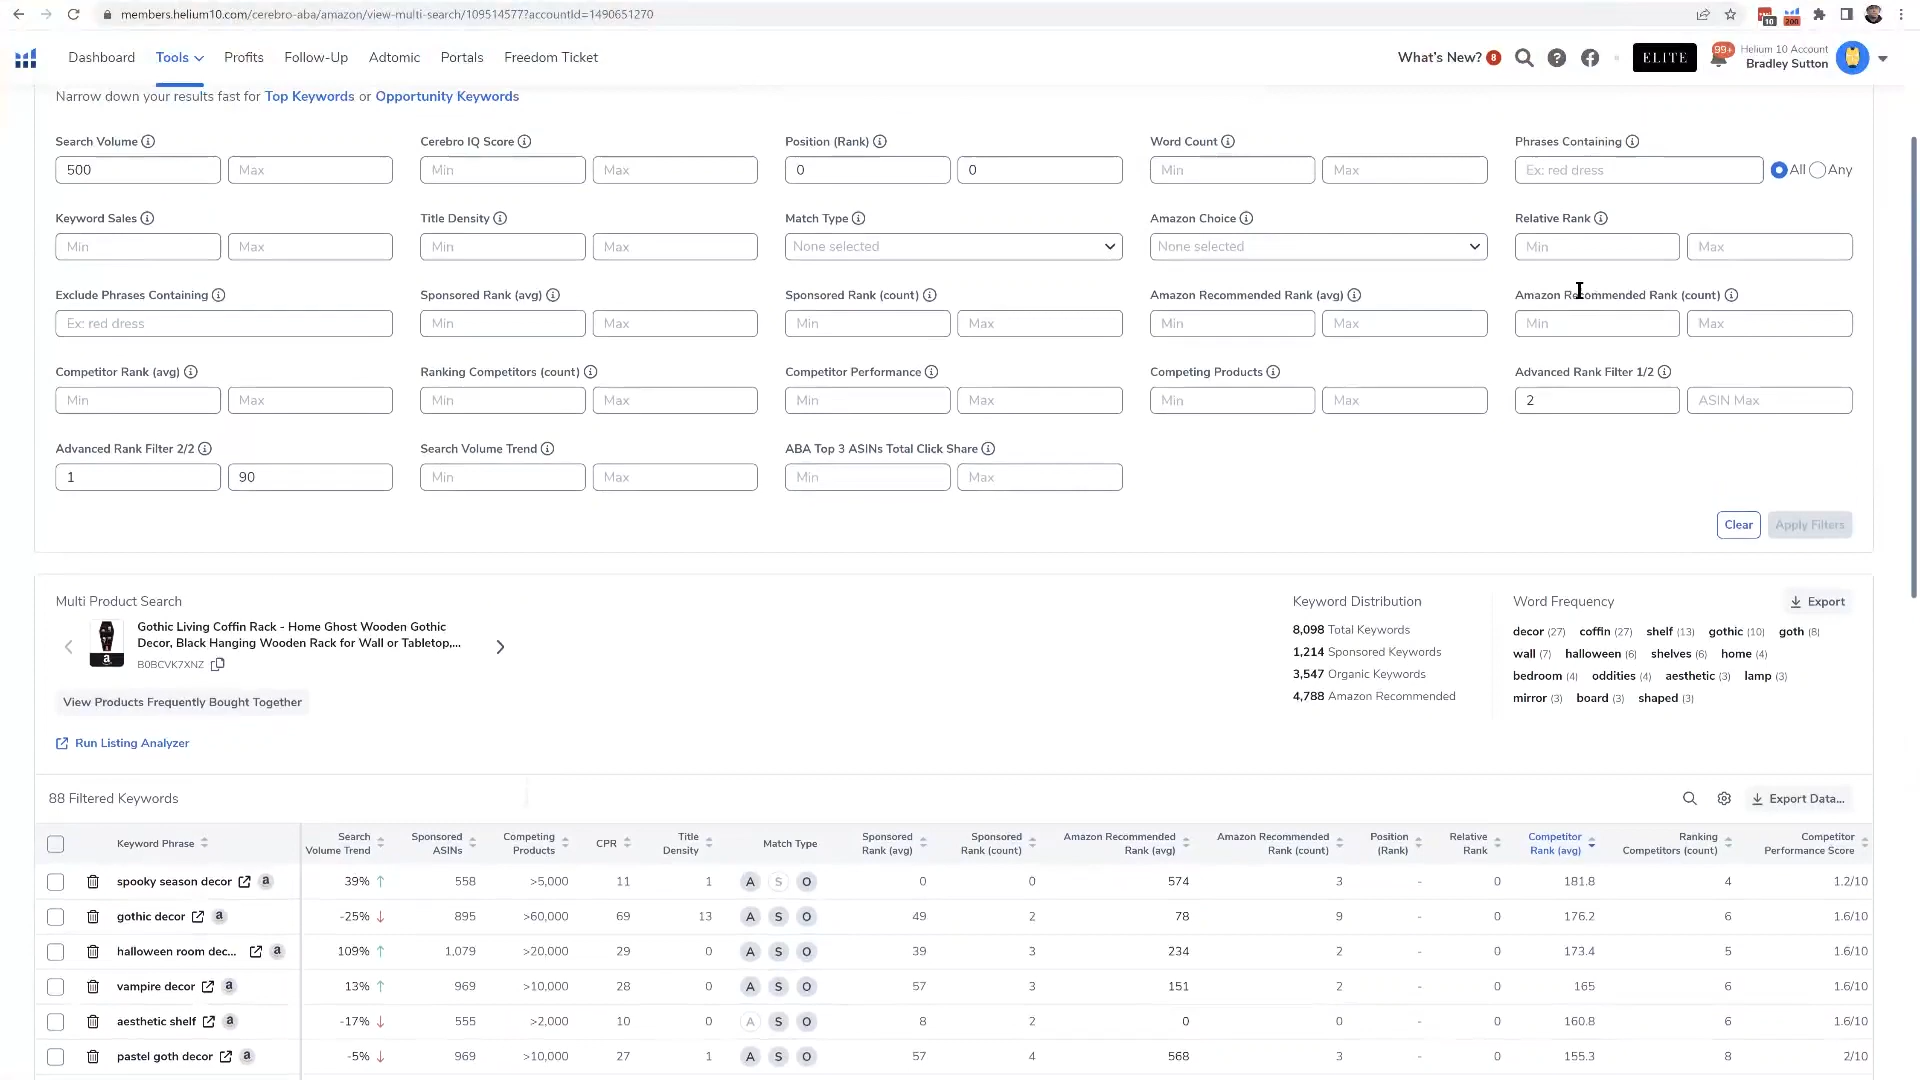 members.helium10.com/cerebro-aba/amazon/view-multi-search/109514577?accountId=1490651270
10
200
Dashboard Tools Profits Follow-Up Adtomic Portals Freedom Ticket
What's New? 8
ELITE
99+
Helium 10 Account
Bradley Sutton
Narrow down your results fast for Top Keywords or Opportunity Keywords
Search Volume Cerebro IQ Score Position (Rank) Word Count Phrases Containing
500 Max Min Max 0 0 Min Max Ex: red dress All Any
Keyword Sales Title Density Match Type Amazon Choice Relative Rank
Min Max Min Max None selected None selected Min Max
Exclude Phrases Containing Sponsored Rank (avg) Sponsored Rank (count) Amazon Recommended Rank (avg) Amazon Recommended Rank (count)
Ex: red dress Min Max Min Max Min Max Min Max
Competitor Rank (avg) Ranking Competitors (count) Competitor Performance Competing Products Advanced Rank Filter 1/2
Min Max Min Max Min Max Min Max 2 ASIN Max
Advanced Rank Filter 2/2 Search Volume Trend ABA Top 3 ASINs Total Click Share
1 90 Min Max Min Max
Clear Apply Filters
Multi Product Search
Gothic Living Coffin Rack - Home Ghost Wooden Gothic
Decor, Black Hanging Wooden Rack for Wall or Tabletop,...
a
B0BCVK7XNZ
View Products Frequently Bought Together
Run Listing Analyzer
Keyword Distribution
8,098 Total Keywords
1,214 Sponsored Keywords
3,547 Organic Keywords
4,788 Amazon Recommended
Word Frequency Export
decor (27) coffin (27) shelf (13) gothic (10) goth (8)
wall (7) halloween (6) shelves (6) home (4)
bedroom (4) oddities (4) aesthetic (3) lamp (3)
mirror (3) board (3) shaped (3)
88 Filtered Keywords Export Data...
Keyword Phrase Search Volume Trend Sponsored ASINs Competing Products CPR Title Density Match Type Sponsored Rank (avg) Sponsored Rank (count) Amazon Recommended Rank (avg) Amazon Recommended Rank (count) Position (Rank) Relative Rank Competitor Rank (avg) Ranking Competitors (count) Competitor Performance Score
spooky season decor a 39% ↑ 558 >5,000 11 1 A S O 0 0 574 3 - 0 181.8 4 1.2/10
gothic decor a -25% ↓ 895 >60,000 69 13 A S O 49 2 78 9 - 0 176.2 6 1.6/10
halloween room dec... a 109% ↑ 1,079 >20,000 29 0 A S O 39 3 234 2 - 0 173.4 5 1.6/10
vampire decor a 13% ↑ 969 >10,000 28 0 A S O 57 3 151 2 - 0 165 6 1.6/10
aesthetic shelf a -17% ↓ 555 >2,000 10 0 A S O 8 2 0 0 - 0 160.8 6 1.6/10
pastel goth decor a -5% ↓ 969 >10,000 27 1 A S O 57 4 568 3 - 0 155.3 8 2/10